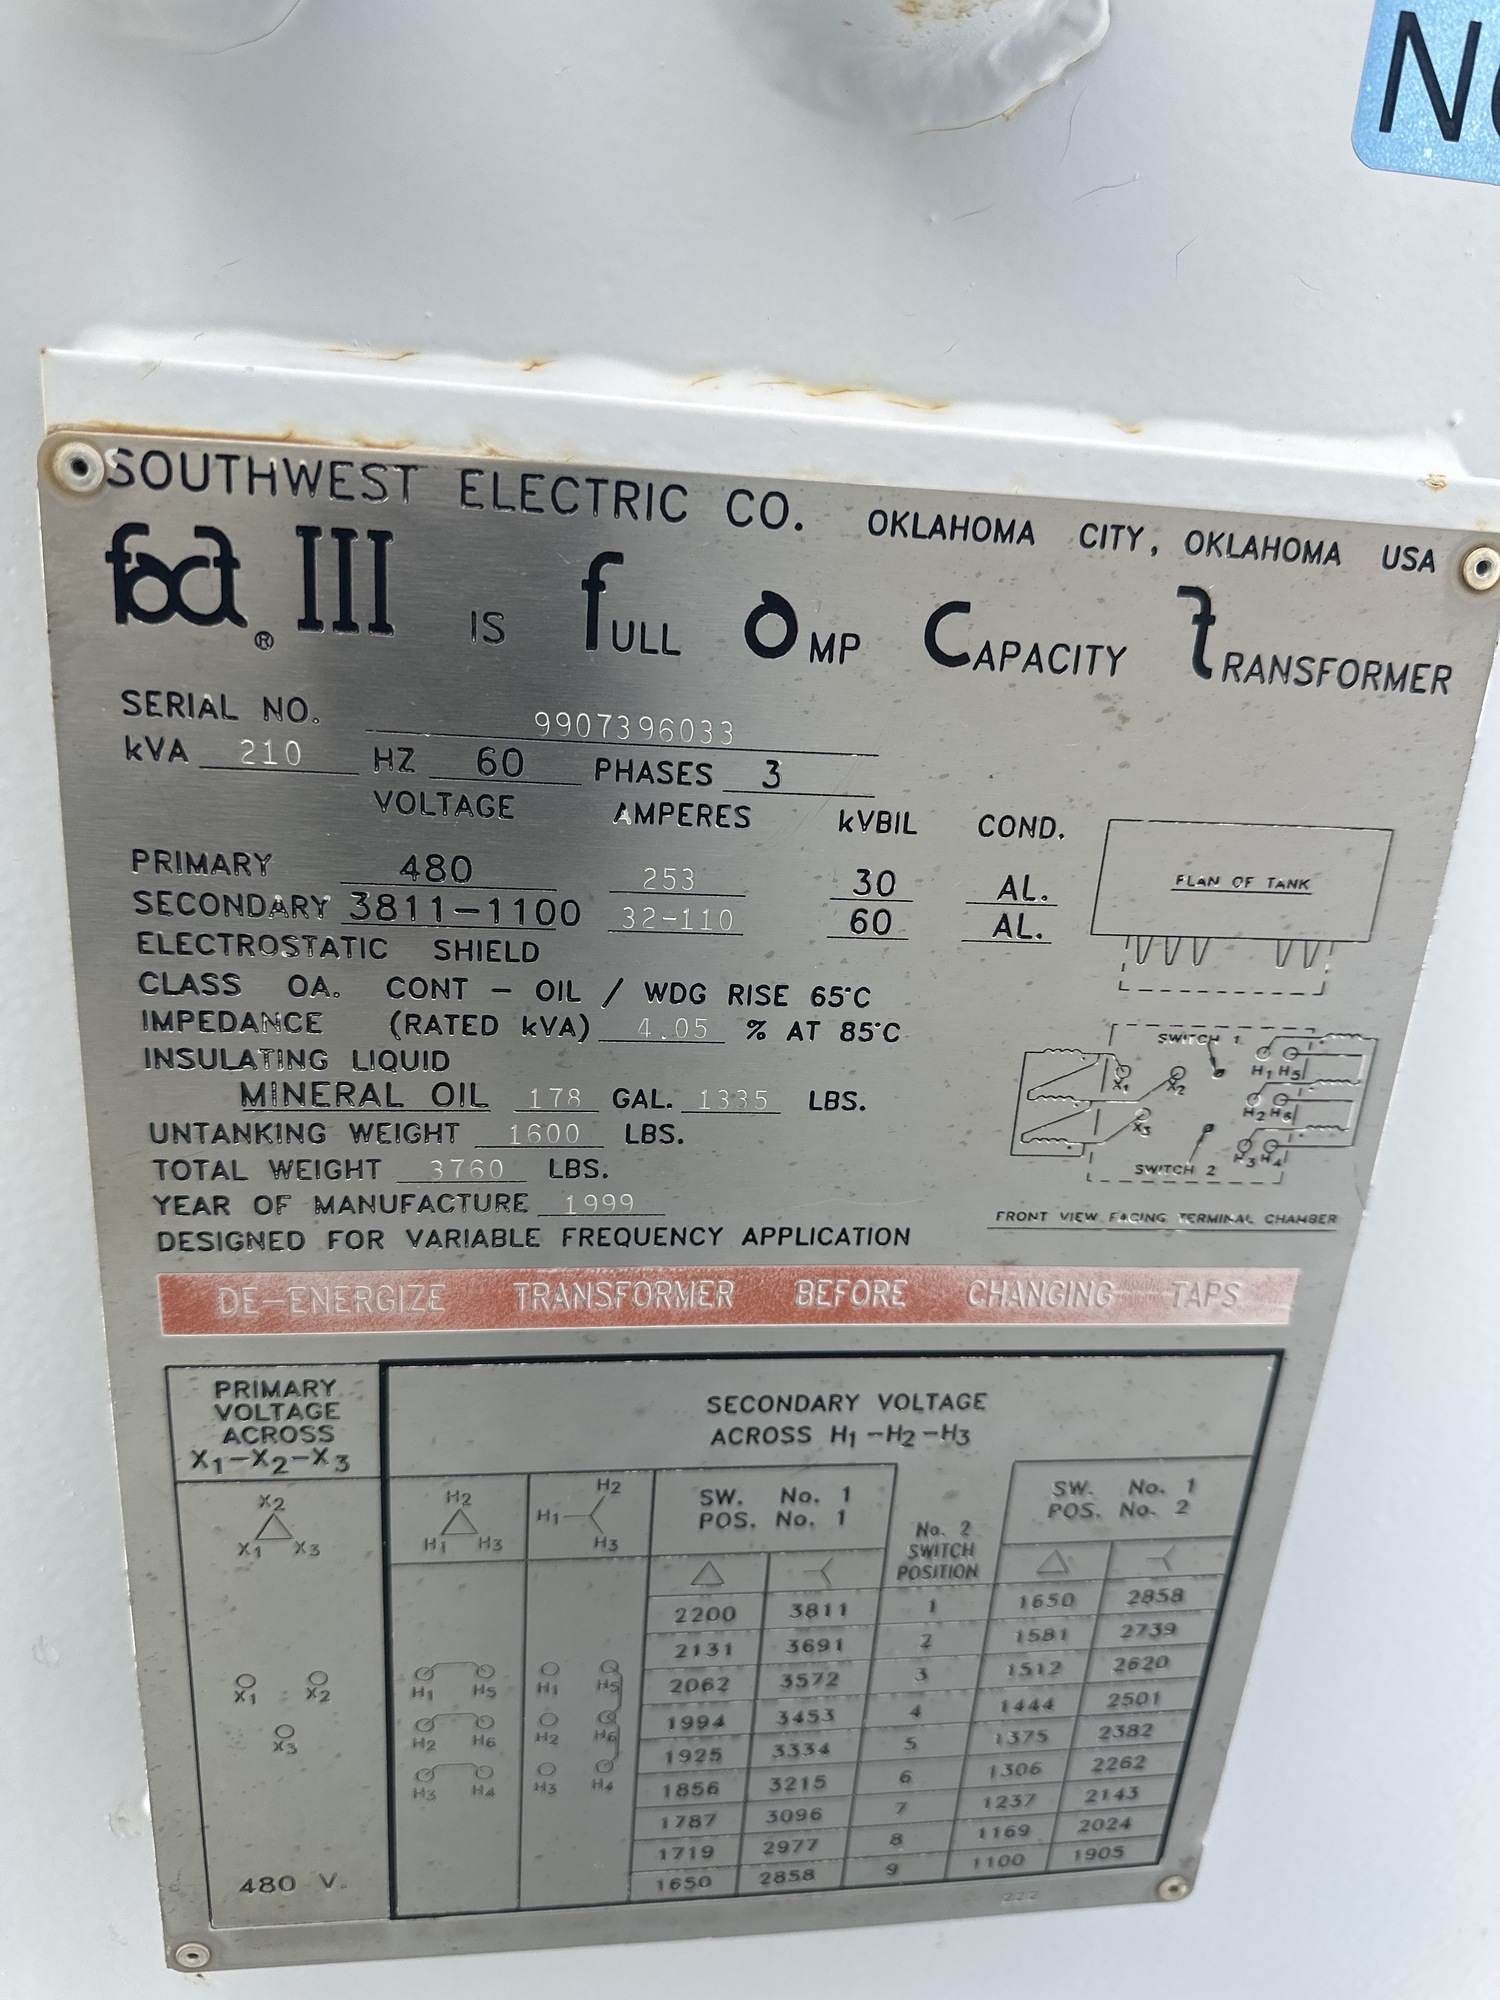 SOUTHWEST ELECTRIC CO. OKLAHOMA CITY, OKLAHOMA USA
fact ® III IS fULL aMP CAPACITY tRANSFORMER
SERIAL NO. 9907396033
kVA 210 HZ 60 PHASES 3
VOLTAGE AMPERES kVBIL COND.
PRIMARY 480 253 30 AL.
SECONDARY 3811-1100 32-110 60 AL.
ELECTROSTATIC SHIELD
CLASS OA. CONT - OIL / WDG RISE 65°C
IMPEDANCE (RATED kVA) 4.05 % AT 85°C
INSULATING LIQUID
MINERAL OIL 178 GAL. 1335 LBS.
UNTANKING WEIGHT 1600 LBS.
TOTAL WEIGHT 3760 LBS.
YEAR OF MANUFACTURE 1999
DESIGNED FOR VARIABLE FREQUENCY APPLICATION
PLAN OF TANK
SWITCH 1
X1 X2 H1 H5
X3 H2 H6
H3 H4
SWITCH 2
FRONT VIEW FACING TERMINAL CHAMBER
DE-ENERGIZE TRANSFORMER BEFORE CHANGING TAPS
PRIMARY
VOLTAGE
ACROSS
X1-X2-X3
X2
X1 X3
X1 X2
X3
480 V.
SECONDARY VOLTAGE
ACROSS H1-H2-H3
H2
H1 H3
H2
H1
H3
H1 H5 H1 H5
H2 H6 H2 H6
H3 H4 H3 H4
SW. No. 1
POS. No. 1
No. 2
SWITCH
POSITION
SW. No. 1
POS. No. 2
2200 3811 1 1650 2858
2131 3691 2 1581 2739
2062 3572 3 1512 2620
1994 3453 4 1444 2501
1925 3334 5 1375 2382
1856 3215 6 1306 2262
1787 3096 7 1237 2143
1719 2977 8 1169 2024
1650 2858 9 1100 1905
222